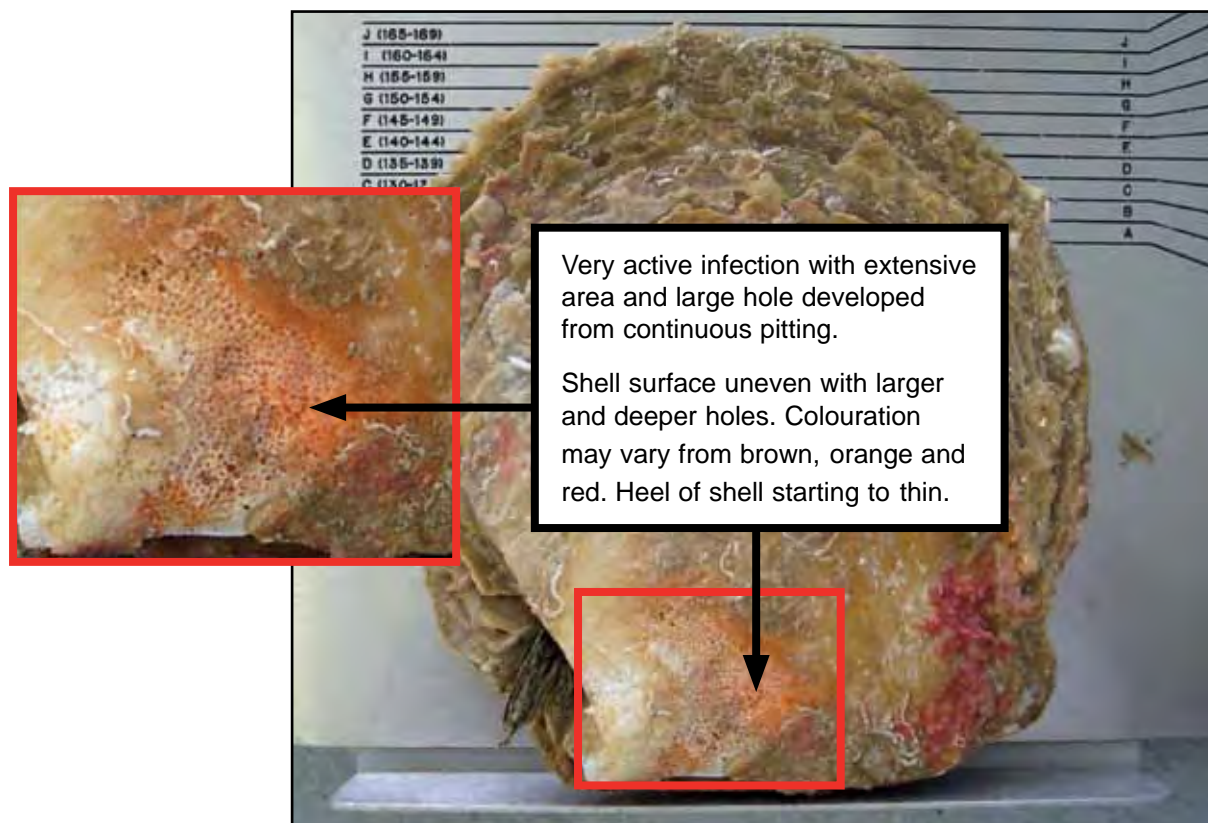 J (165-169)
I (160-164)
H (155-159)
G (150-154)
F (145-149)
E (140-144)
D (135-139)
C (130-13
J
I
H
G
F
E
D
C
B
A
Very active infection with extensive
area and large hole developed
from continuous pitting.
Shell surface uneven with larger
and deeper holes. Colouration
may vary from brown, orange and
red. Heel of shell starting to thin.